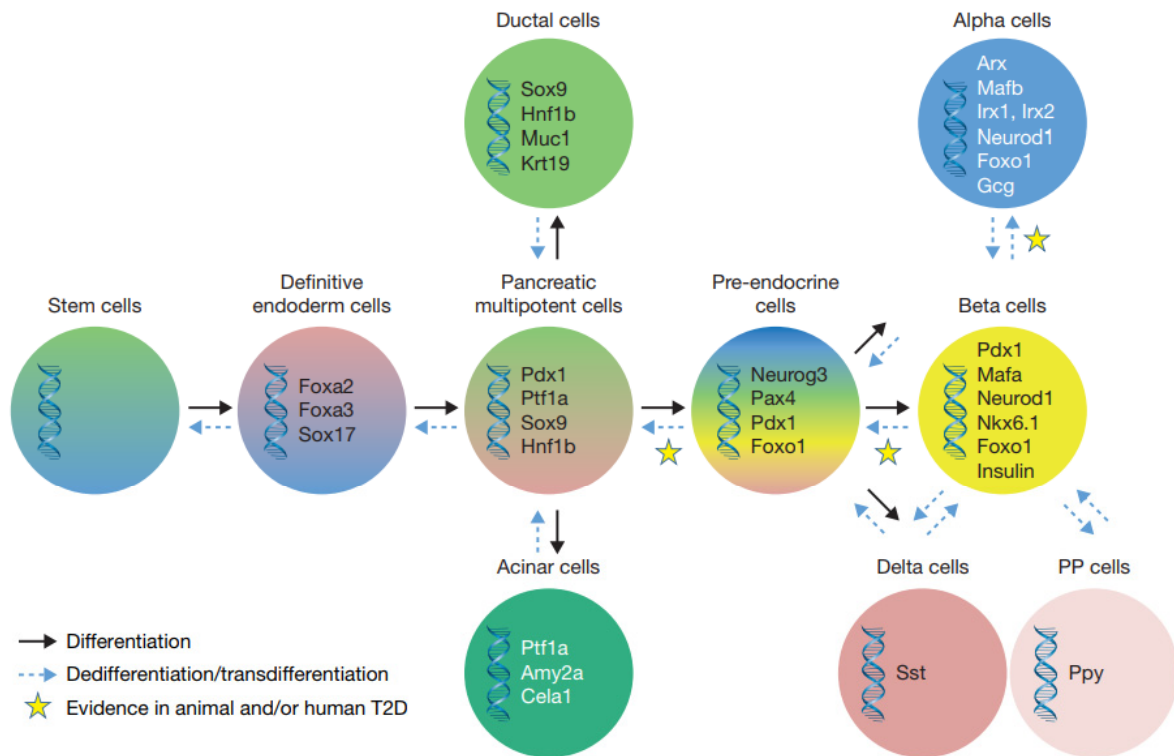 Ductal cells
Sox9
Hnf1b
Muc1
Krt19
Alpha cells
Arx
Mafb
Irx1, Irx2
Neurod1
Foxo1
Gcg
Stem cells
Definitive
endoderm cells
Foxa2
Foxa3
Sox17
Pancreatic
multipotent cells
Pdx1
Ptf1a
Sox9
Hnf1b
Pre-endocrine
cells
Neurog3
Pax4
Pdx1
Foxo1
Beta cells
Pdx1
Mafa
Neurod1
Nkx6.1
Foxo1
Insulin
Acinar cells
Ptf1a
Amy2a
Cela1
Delta cells
Sst
PP cells
Ppy
Differentiation
Dedifferentiation/transdifferentiation
Evidence in animal and/or human T2D